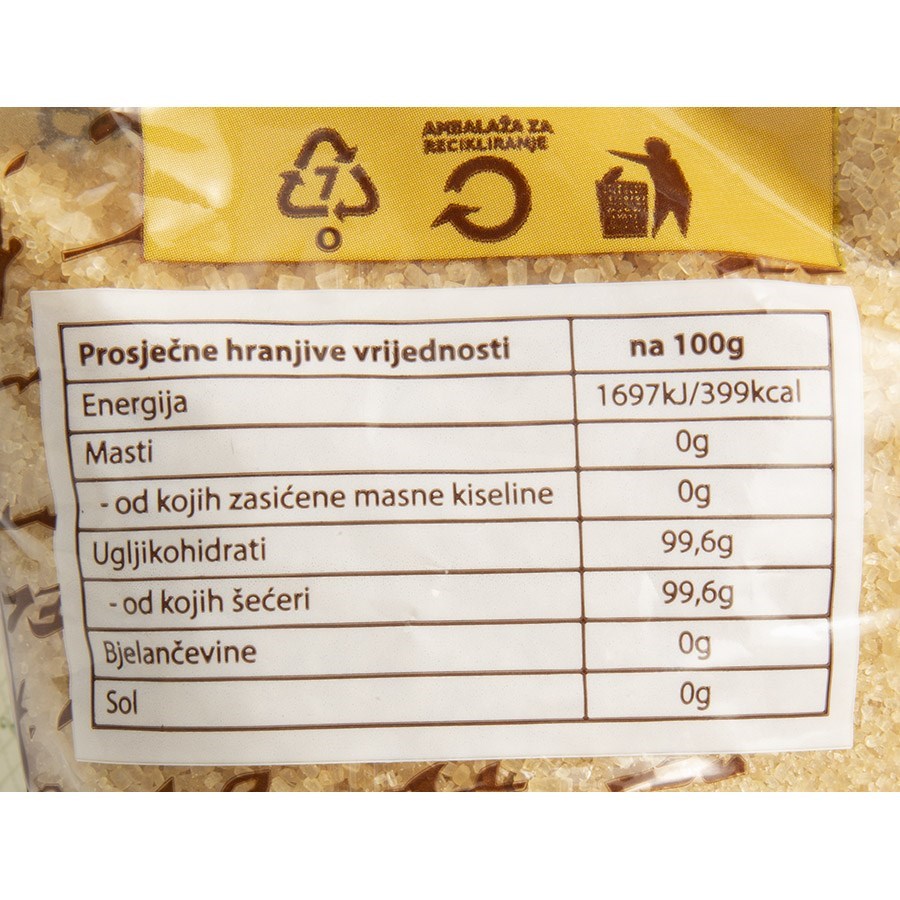 AMBALAŽA ZA
RECIKLIRANJE
7
O
Prosječne hranjive vrijednosti na 100g
Energija 1697kJ/399kcal
Masti 0g
- od kojih zasićene masne kiseline 0g
Ugljikohidrati 99,6g
- od kojih šećeri 99,6g
Bjelančevine 0g
Sol 0g